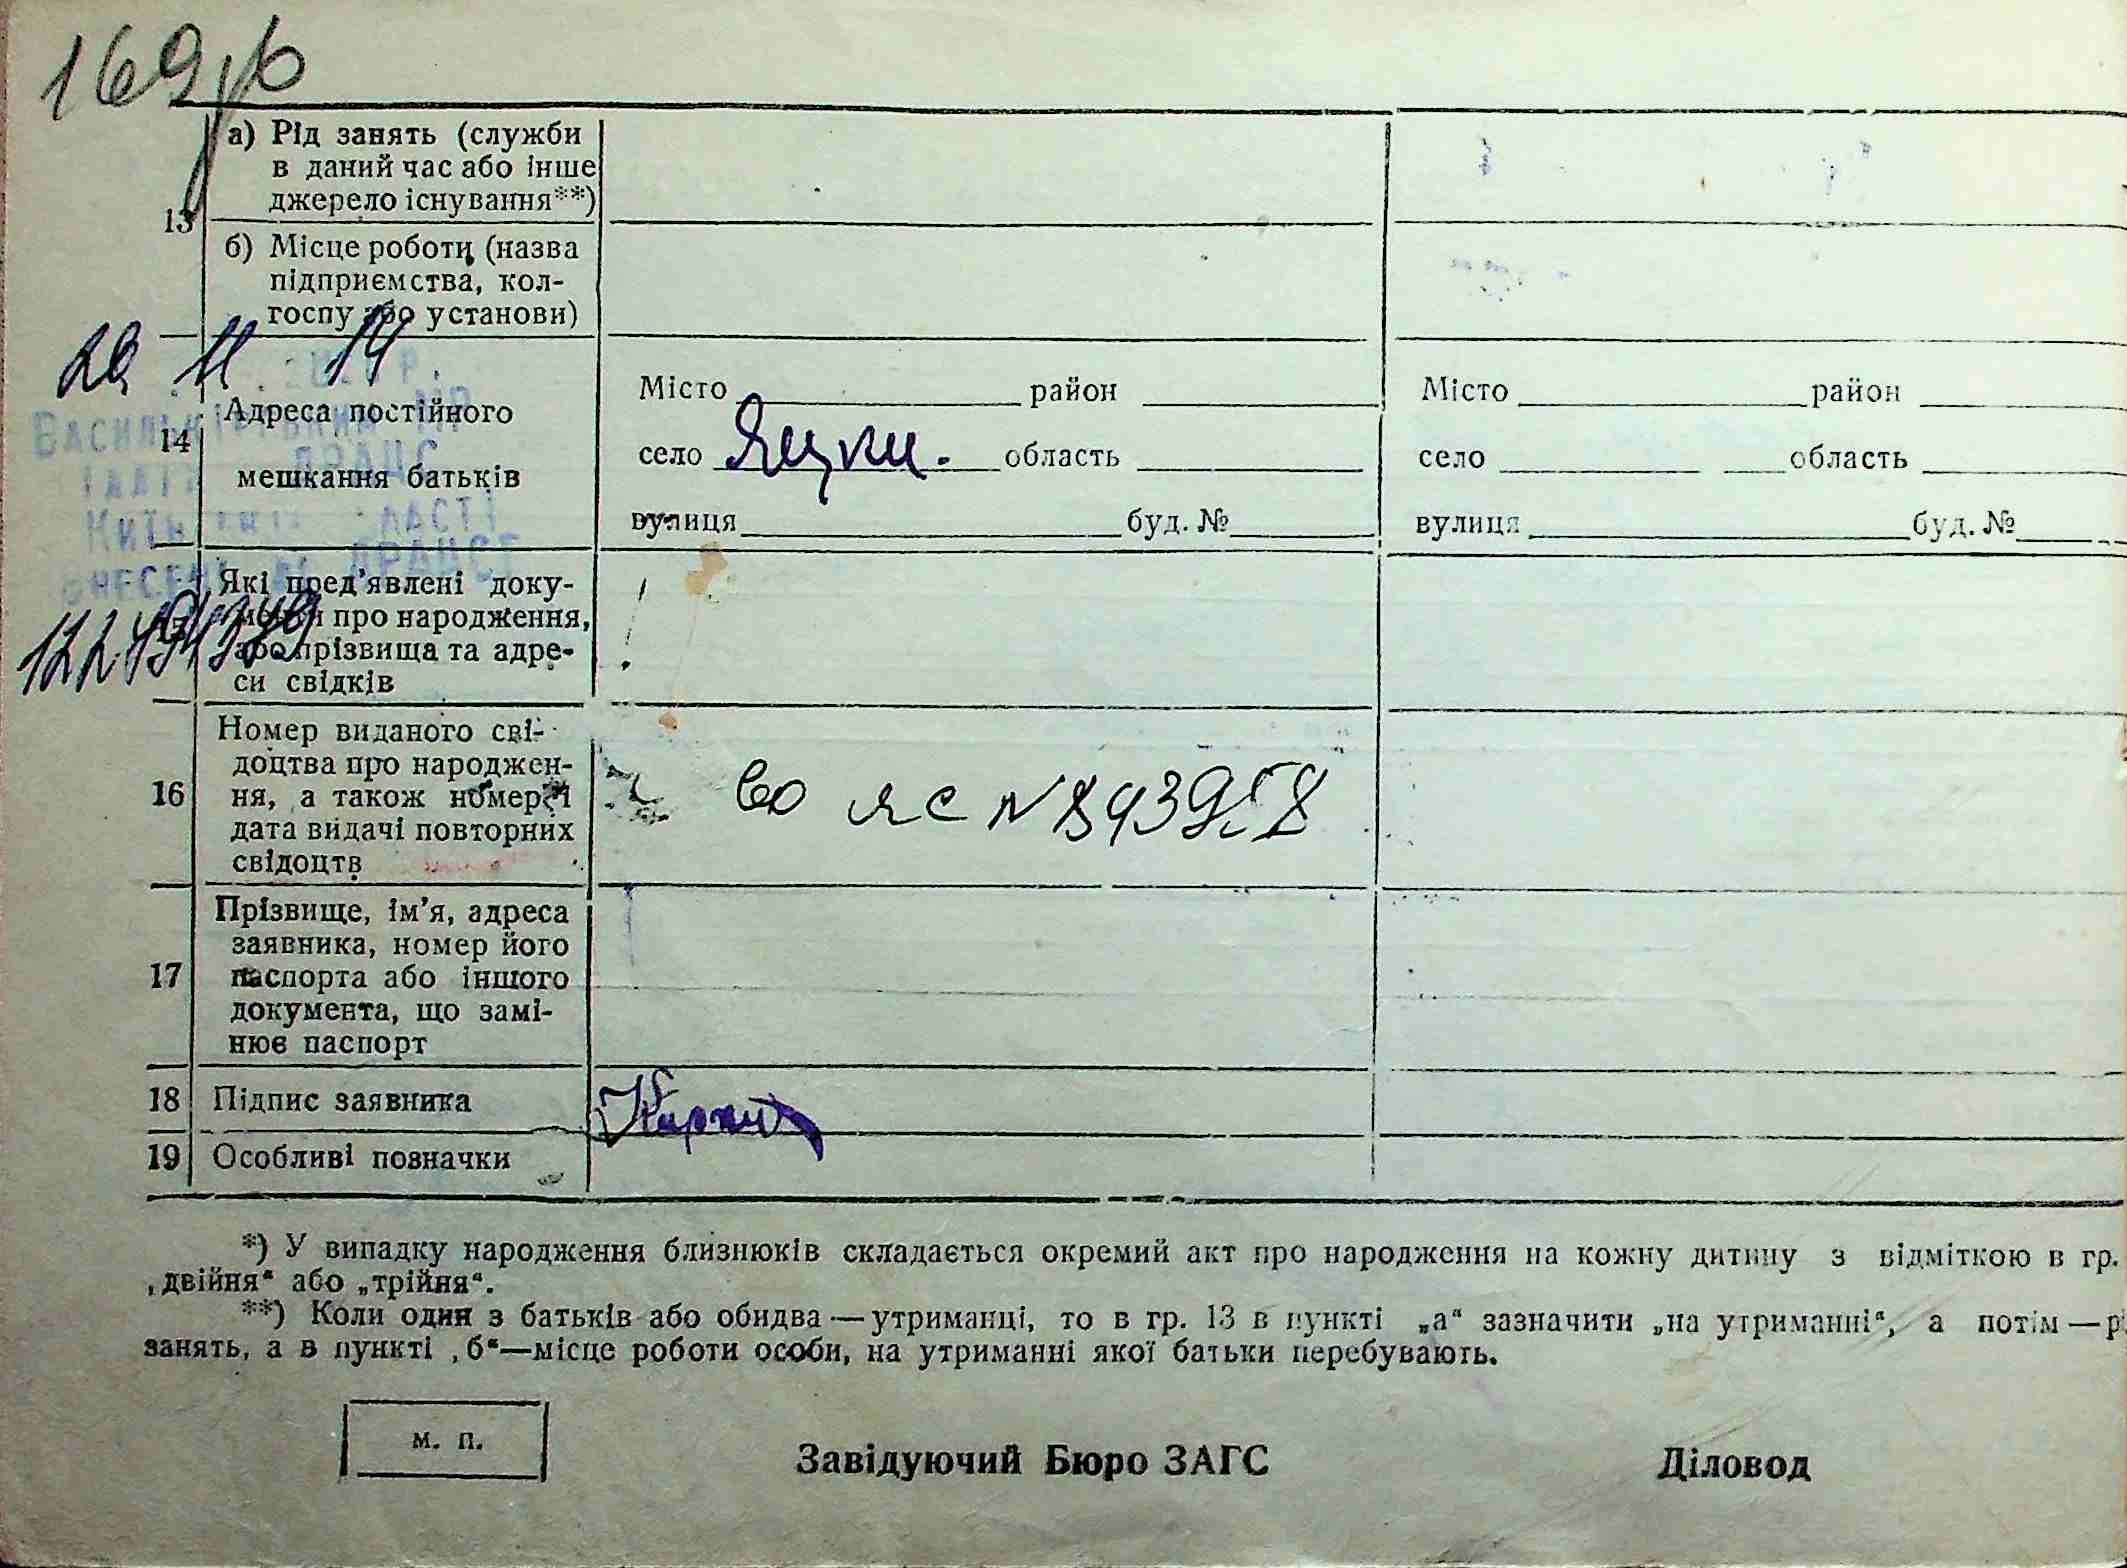 а) Рід занять (служби
в даний час або інше
джерело існування**)
13
б) Місце роботи (назва
підприємства, кол-
госпу або установи)
29 11 14
14
Адреса постійного
мешкання батьків
Місто район
село Яцки. область
вулиця буд. №
Місто район
село область
вулиця буд. №
Які пред'явлені доку-
менти про народження,
або прізвища та адре-
си свідків
16
Номер виданого сві-
доцтва про народжен-
ня, а також номер і
дата видачі повторних
свідоцтв
17
Прізвище, ім'я, адреса
заявника, номер його
паспорта або іншого
документа, що замі-
нює паспорт
18 Підпис заявника
19 Особливі позначки
*) У випадку народження близнюків складається окремий акт про народження на кожну дитину з відміткою в гр.
„двійня“ або „трійня“.
**) Коли один з батьків або обидва — утриманці, то в гр. 13 в пункті „а“ зазначити „на утриманні“, а потім — р
занять, а в пункті „б“—місце роботи особи, на утриманні якої батьки перебувають.
м. п.
Завідуючий Бюро ЗАГС Діловод